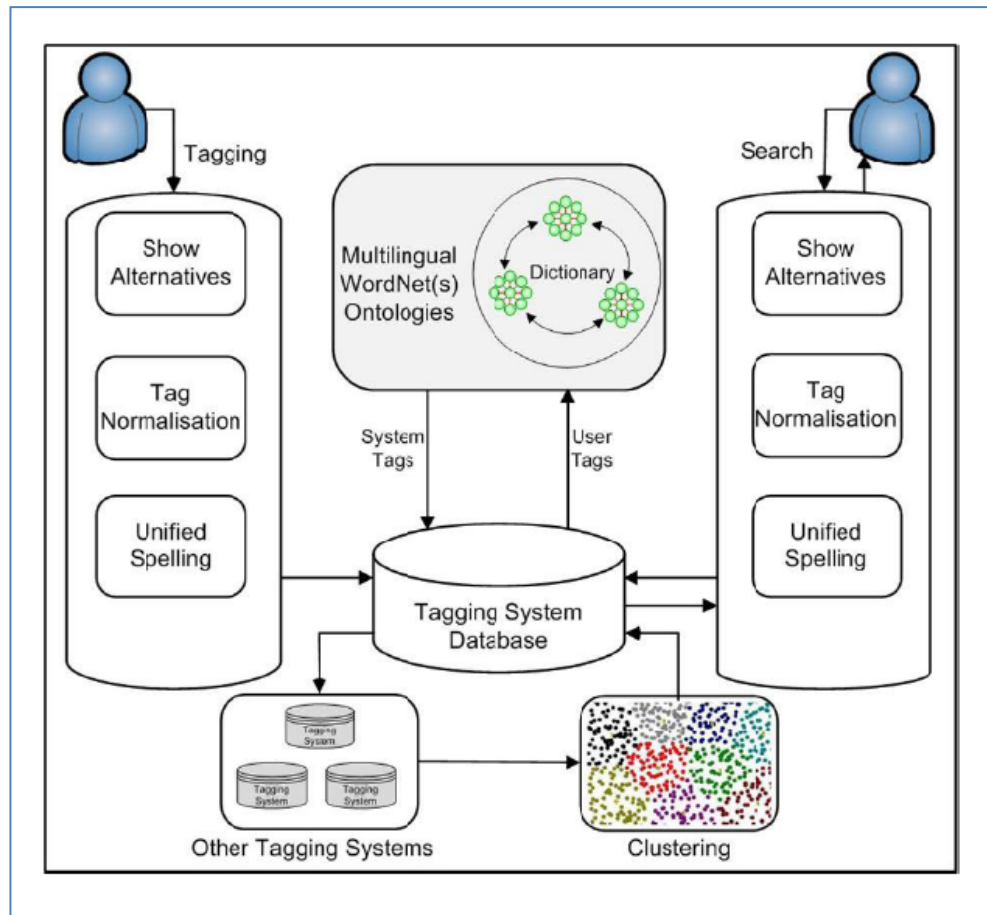 Tagging
Search
Show
Alternatives
Tag
Normalisation
Unified
Spelling
Multilingual
WordNet(s)
Ontologies
Dictionary
System
Tags
User
Tags
Show
Alternatives
Tag
Normalisation
Unified
Spelling
Tagging System
Database
Tagging
System
Tagging
System
Tagging
System
Other Tagging Systems
Clustering